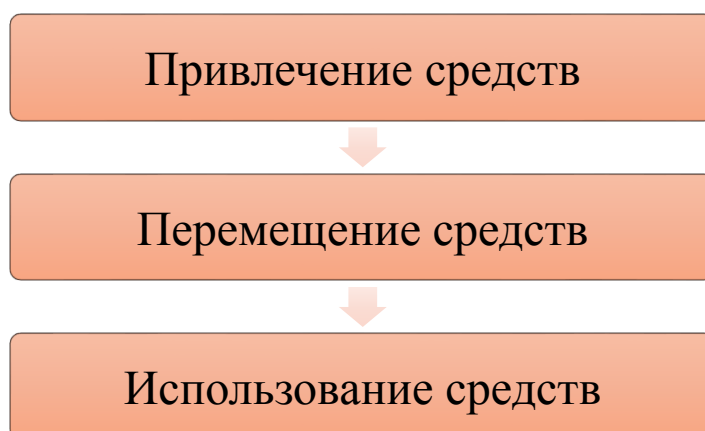 Привлечение средств
Перемещение средств
Использование средств